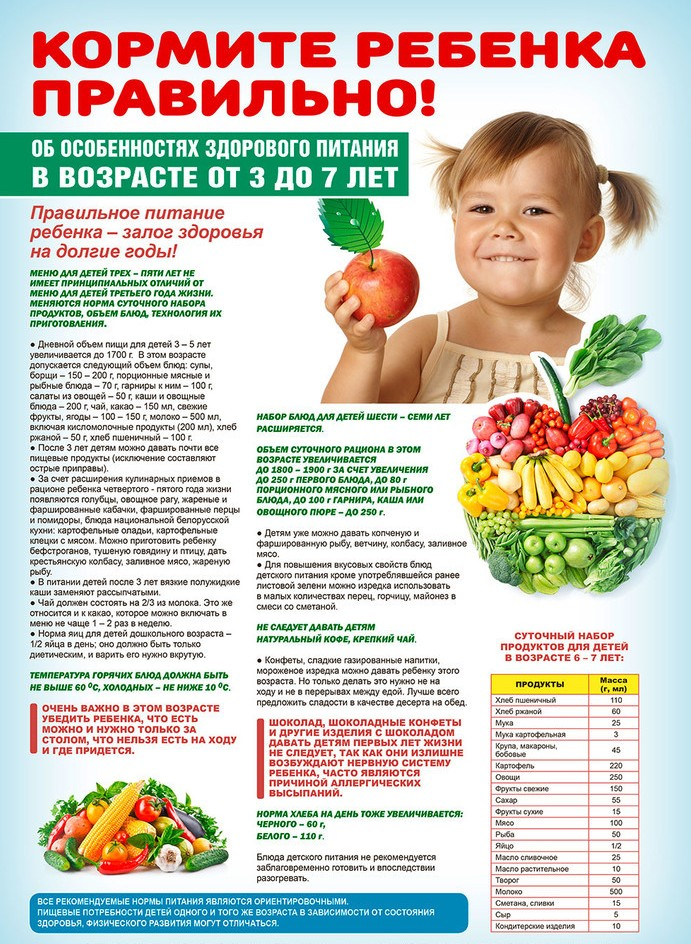 КОРМИТЕ РЕБЕНКА
ПРАВИЛЬНО!
ОБ ОСОБЕННОСТЯХ ЗДОРОВОГО ПИТАНИЯ
В ВОЗРАСТЕ ОТ 3 ДО 7 ЛЕТ
Правильное питание
ребенка – залог здоровья
на долгие годы!
МЕНЮ ДЛЯ ДЕТЕЙ ТРЕХ – ПЯТИ ЛЕТ НЕ
ИМЕЕТ ПРИНЦИПИАЛЬНЫХ ОТЛИЧИЙ ОТ
МЕНЮ ДЛЯ ДЕТЕЙ ТРЕТЬЕГО ГОДА ЖИЗНИ.
МЕНЯЮТСЯ НОРМА СУТОЧНОГО НАБОРА
ПРОДУКТОВ, ОБЪЕМ БЛЮД, ТЕХНОЛОГИЯ ИХ
ПРИГОТОВЛЕНИЯ.
● Дневной объем пищи для детей 3 – 5 лет
увеличивается до 1700 г. В этом возрасте
допускается следующий объем блюд: супы,
борщи – 150 – 200 г, порционные мясные и
рыбные блюда – 70 г, гарниры к ним – 100 г,
салаты из овощей – 50 г, каши и овощные
блюда – 200 г, чай, какао – 150 мл, свежие
фрукты, ягоды – 100 – 150 г, молоко – 500 мл,
включая кисломолочные продукты (200 мл), хлеб
ржаной – 50 г, хлеб пшеничный – 100 г.
● После 3 лет детям можно давать почти все
пищевые продукты (исключение составляют
острые приправы).
● За счет расширения кулинарных приемов в
рационе ребенка четвертого - пятого года жизни
появляются голубцы, овощное рагу, жареные и
фаршированные кабачки, фаршированные перцы
и помидоры, блюда национальной белорусской
кухни: картофельные оладьи, картофельные
клецки с мясом. Можно приготовить ребенку
бефстроганов, тушеную говядину и птицу, дать
крестьянскую колбасу, заливное мясо, жареную
рыбу.
● В питании детей после 3 лет вязкие полужидкие
каши заменяют рассыпчатыми.
● Чай должен состоять на 2/3 из молока. Это же
относится и к какао, которое можно включать в
меню не чаще 1 – 2 раз в неделю.
● Норма яиц для детей дошкольного возраста –
1/2 яйца в день; оно должно быть только
диетическим, и варить его нужно вкрутую.
ТЕМПЕРАТУРА ГОРЯЧИХ БЛЮД ДОЛЖНА БЫТЬ
НЕ ВЫШЕ 60 ⁰С, ХОЛОДНЫХ – НЕ НИЖЕ 10 ⁰С.
ОЧЕНЬ ВАЖНО В ЭТОМ ВОЗРАСТЕ
УБЕДИТЬ РЕБЕНКА, ЧТО ЕСТЬ
МОЖНО И НУЖНО ТОЛЬКО ЗА
СТОЛОМ, ЧТО НЕЛЬЗЯ ЕСТЬ НА ХОДУ
И ГДЕ ПРИДЕТСЯ.
НАБОР БЛЮД ДЛЯ ДЕТЕЙ ШЕСТИ – СЕМИ ЛЕТ
РАСШИРЯЕТСЯ.
ОБЪЕМ СУТОЧНОГО РАЦИОНА В ЭТОМ
ВОЗРАСТЕ УВЕЛИЧИВАЕТСЯ
ДО 1800 – 1900 г ЗА СЧЕТ УВЕЛИЧЕНИЯ
ДО 250 г ПЕРВОГО БЛЮДА, ДО 80 г
ПОРЦИОННОГО МЯСНОГО ИЛИ РЫБНОГО
БЛЮДА, ДО 100 г ГАРНИРА, КАША ИЛИ
ОВОЩНОГО ПЮРЕ – ДО 250 г.
● Детям уже можно давать копченую и
фаршированную рыбу, ветчину, колбасу, заливное
мясо.
● Для повышения вкусовых свойств блюд
детского питания кроме употреблявшейся ранее
листовой зелени можно изредка использовать
в малых количествах перец, горчицу, майонез в
смеси со сметаной.
НЕ СЛЕДУЕТ ДАВАТЬ ДЕТЯМ
НАТУРАЛЬНЫЙ КОФЕ, КРЕПКИЙ ЧАЙ.
● Конфеты, сладкие газированные напитки,
мороженое изредка можно давать ребенку этого
возраста. Но только делать это нужно не на
ходу и не в перерывах между едой. Лучше всего
предложить сладости в качестве десерта на обед.
ШОКОЛАД, ШОКОЛАДНЫЕ КОНФЕТЫ
И ДРУГИЕ ИЗДЕЛИЯ С ШОКОЛАДОМ
ДАВАТЬ ДЕТЯМ ПЕРВЫХ ЛЕТ ЖИЗНИ
НЕ СЛЕДУЕТ, ТАК КАК ОНИ ИЗЛИШНЕ
ВОЗБУЖДАЮТ НЕРВНУЮ СИСТЕМУ
РЕБЕНКА, ЧАСТО ЯВЛЯЮТСЯ
ПРИЧИНОЙ АЛЛЕРГИЧЕСКИХ
ВЫСЫПАНИЙ.
НОРМА ХЛЕБА НА ДЕНЬ ТОЖЕ УВЕЛИЧИВАЕТСЯ:
ЧЕРНОГО – 60 г,
БЕЛОГО – 110 г.
Блюда детского питания не рекомендуется
заблаговременно готовить и впоследствии
разогревать.
СУТОЧНЫЙ НАБОР
ПРОДУКТОВ ДЛЯ ДЕТЕЙ
В ВОЗРАСТЕ 6 – 7 ЛЕТ:
ПРОДУКТЫ Масса (г, мл)
Хлеб пшеничный 110
Хлеб ржаной 60
Мука 25
Мука картофельная 3
Крупа, макароны, бобовые 45
Картофель 220
Овощи 250
Фрукты свежие 150
Сахар 55
Фрукты сухие 15
Мясо 100
Рыба 50
Яйцо 1/2
Масло сливочное 25
Масло растительное 10
Творог 50
Молоко 500
Сметана, сливки 15
Сыр 5
Кондитерские изделия 10
ВСЕ РЕКОМЕНДУЕМЫЕ НОРМЫ ПИТАНИЯ ЯВЛЯЮТСЯ ОРИЕНТИРОВОЧНЫМИ.
ПИЩЕВЫЕ ПОТРЕБНОСТИ ДЕТЕЙ ОДНОГО И ТОГО ЖЕ ВОЗРАСТА В ЗАВИСИМОСТИ ОТ СОСТОЯНИЯ
ЗДОРОВЬЯ, ФИЗИЧЕСКОГО РАЗВИТИЯ МОГУТ ОТЛИЧАТЬСЯ.